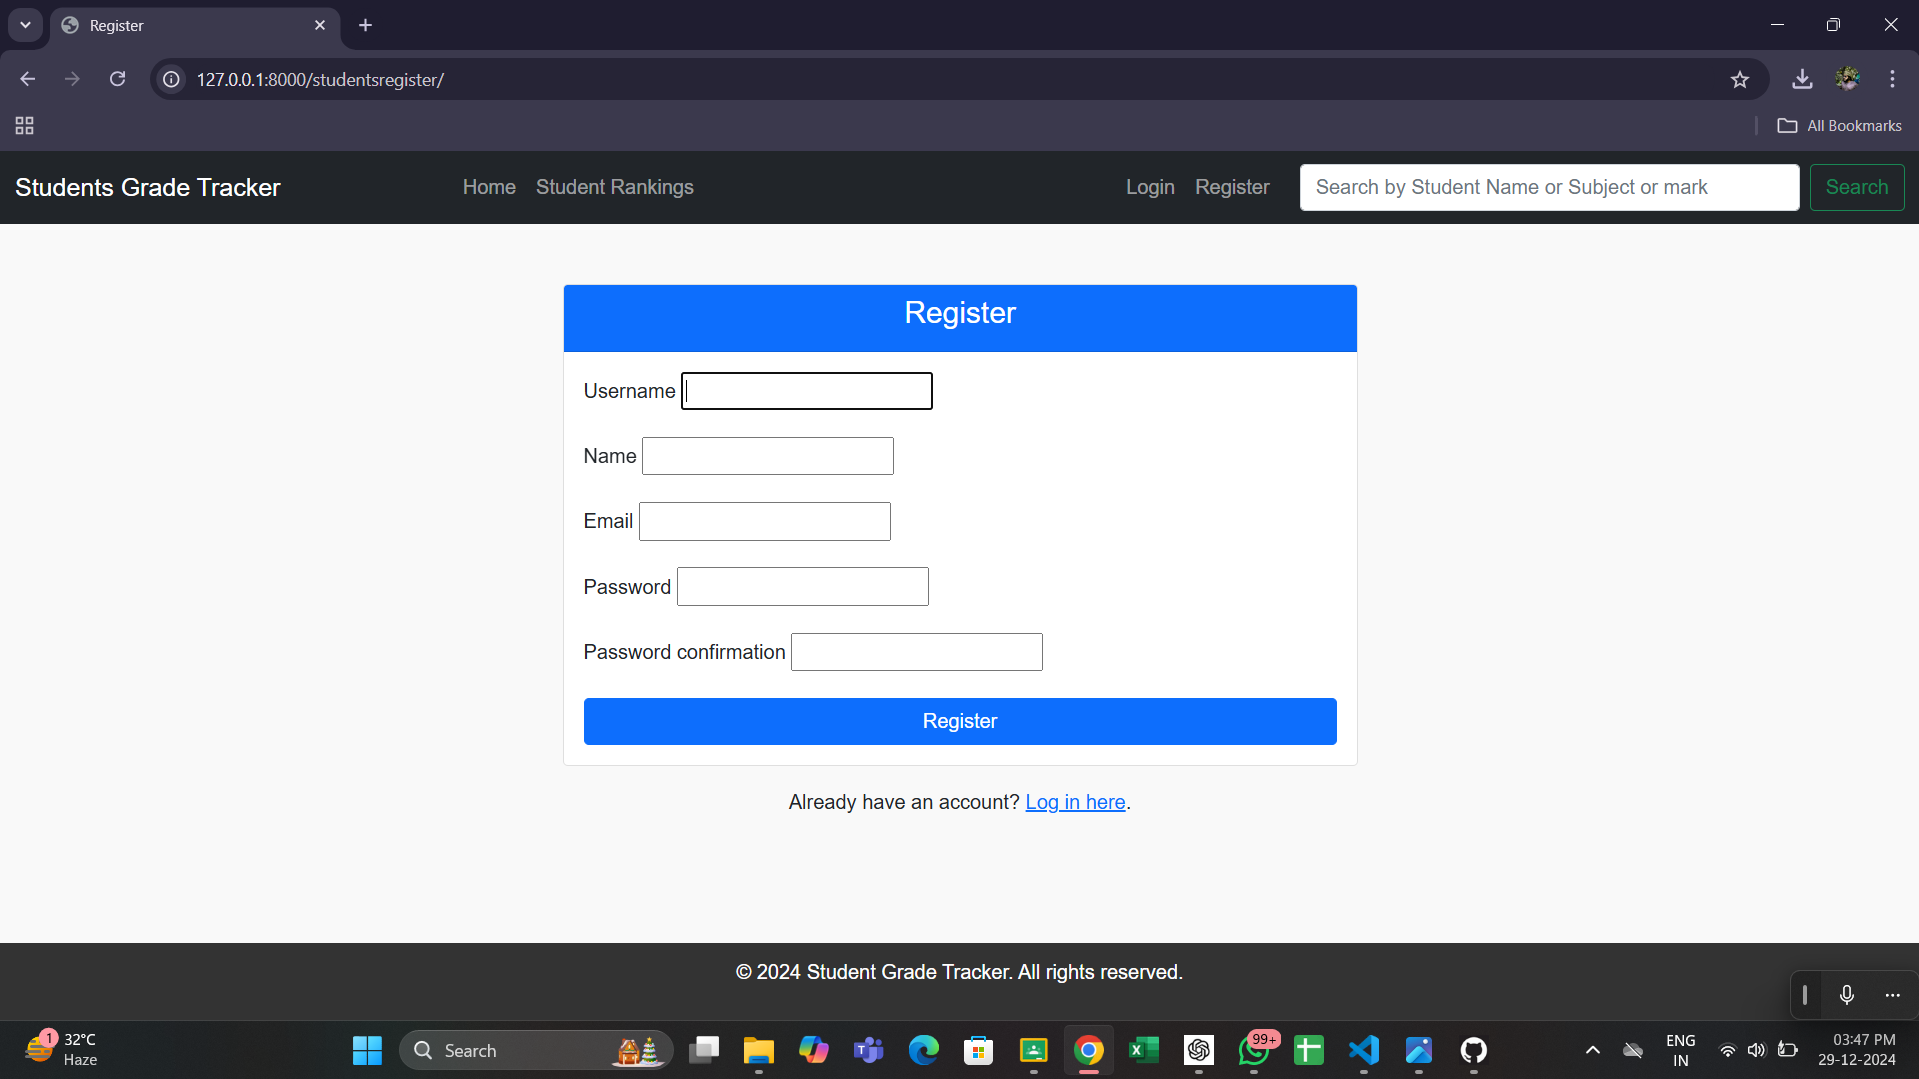 Register
127.0.0.1:8000/studentsregister/
All Bookmarks
Students Grade Tracker
Home
Student Rankings
Login
Register
Search by Student Name or Subject or mark
Search
Register
Username
Name
Email
Password
Password confirmation
Register
Already have an account? Log in here.
© 2024 Student Grade Tracker. All rights reserved.
1
32°C
Haze
Search
99+
ENG
IN
03:47 PM
29-12-2024